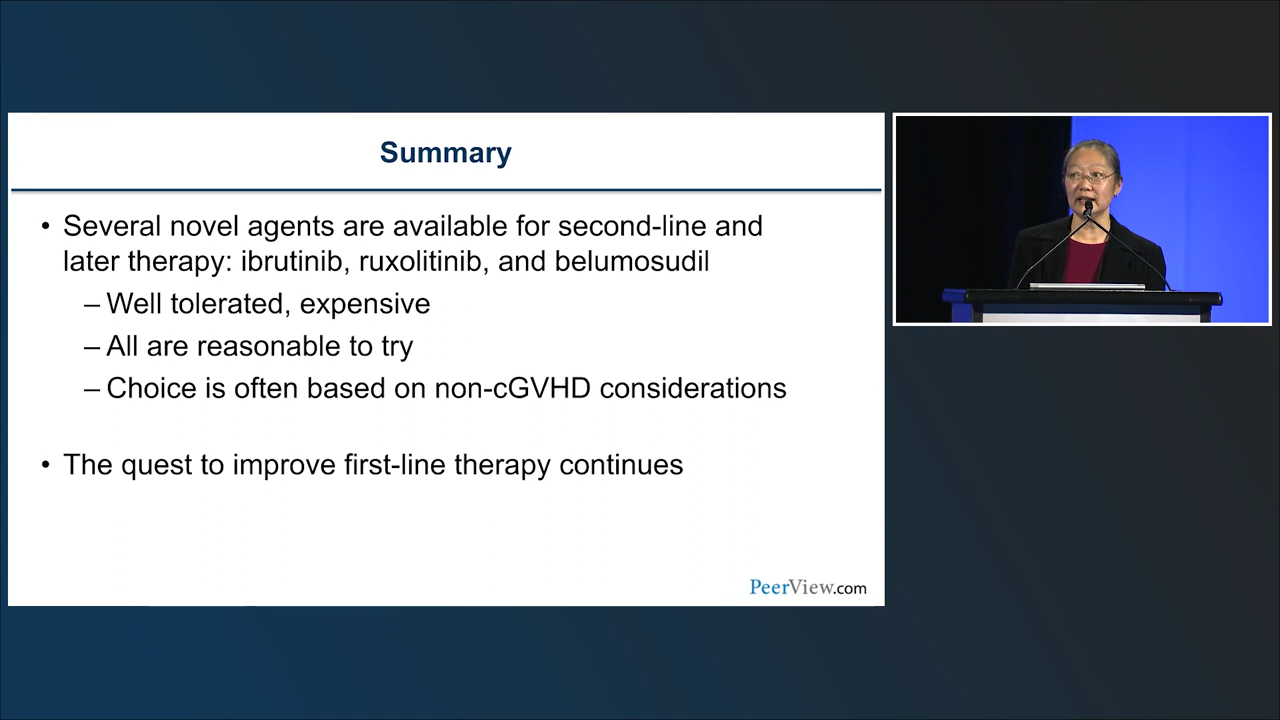 Summary
• Several novel agents are available for second-line and
later therapy: ibrutinib, ruxolitinib, and belumosudil
– Well tolerated, expensive
– All are reasonable to try
– Choice is often based on non-cGVHD considerations
• The quest to improve first-line therapy continues
PeerView.com